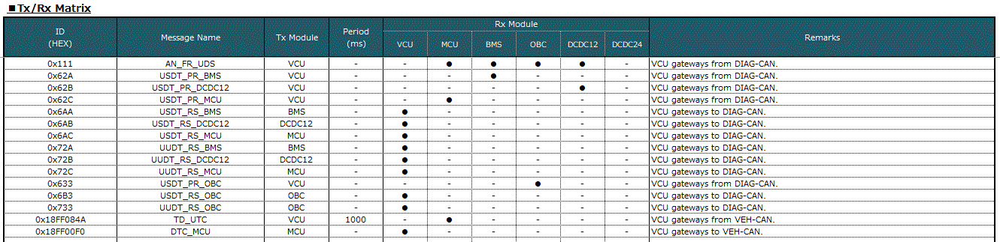 ■Tx/Rx Matrix
ID (HEX) Message Name Tx Module Period (ms) Rx Module Remarks
VCU MCU BMS OBC DCDC12 DCDC24
0x111 AN_FR_UDS VCU - - ● ● ● ● - VCU gateways from DIAG-CAN.
0x62A USDT_PR_BMS VCU - - - ● - - - VCU gateways from DIAG-CAN.
0x62B USDT_PR_DCDC12 VCU - - - - - ● - VCU gateways from DIAG-CAN.
0x62C USDT_PR_MCU VCU - - ● - - - - VCU gateways from DIAG-CAN.
0x6AA USDT_RS_BMS BMS - ● - - - - - VCU gateways to DIAG-CAN.
0x6AB USDT_RS_DCDC12 DCDC12 - ● - - - - - VCU gateways to DIAG-CAN.
0x6AC USDT_RS_MCU MCU - ● - - - - - VCU gateways to DIAG-CAN.
0x72A UUDT_RS_BMS BMS - ● - - - - - VCU gateways to DIAG-CAN.
0x72B UUDT_RS_DCDC12 DCDC12 - ● - - - - - VCU gateways to DIAG-CAN.
0x72C UUDT_RS_MCU MCU - ● - - - - - VCU gateways to DIAG-CAN.
0x633 USDT_PR_OBC VCU - - - - ● - - VCU gateways from DIAG-CAN.
0x6B3 USDT_RS_OBC OBC - ● - - - - - VCU gateways to DIAG-CAN.
0x733 UUDT_RS_OBC OBC - ● - - - - - VCU gateways to DIAG-CAN.
0x18FF084A TD_UTC VCU 1000 - ● - - - - VCU gateways from VEH-CAN.
0x18FF00F0 DTC_MCU MCU - ● - - - - - VCU gateways to VEH-CAN.